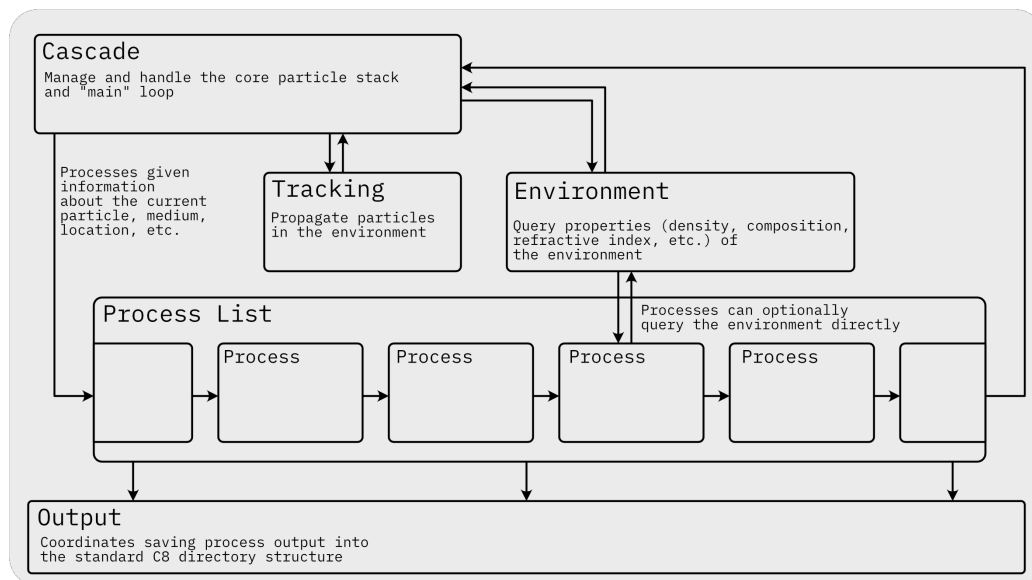 Cascade
Manage and handle the core particle stack
and "main" loop
Processes given
information
about the current
particle, medium,
location, etc.
Tracking
Propagate particles
in the environment
Environment
Query properties (density, composition,
refractive index, etc.) of
the environment
Process List
Processes can optionally
query the environment directly
Process
Process
Process
Process
Output
Coordinates saving process output into
the standard C8 directory structure